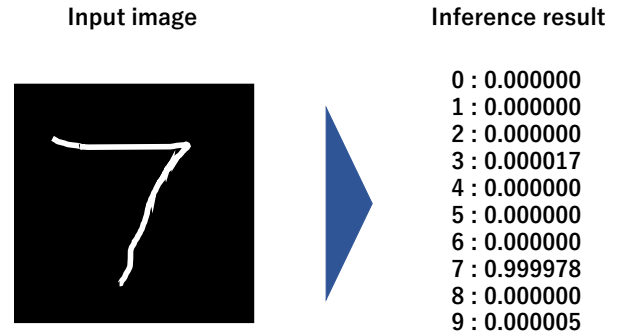 Input image
Inference result
7
0 : 0.000000
1 : 0.000000
2 : 0.000000
3 : 0.000017
4 : 0.000000
5 : 0.000000
6 : 0.000000
7 : 0.999978
8 : 0.000000
9 : 0.000005